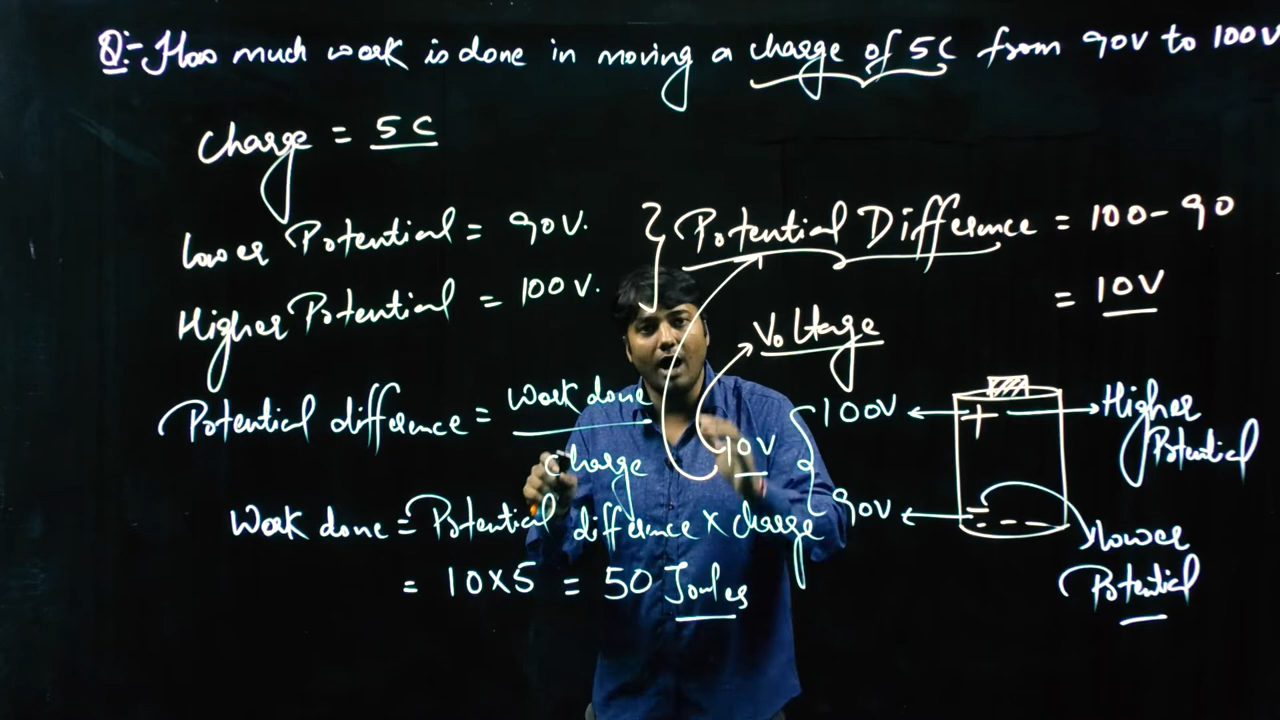 Q:- How much work is done in moving a charge of 5C from 90V to 100V
Charge = 5C
Lower Potential = 90V.
Higher Potential = 100V.
Potential Difference = 100-90
= 10V
Voltage
Potential difference = Work done
Charge
Work done = Potential difference × charge
= 10×5 = 50 Joules
10V
100V
90V
+
- - - -
Higher
Potential
Lower
Potential